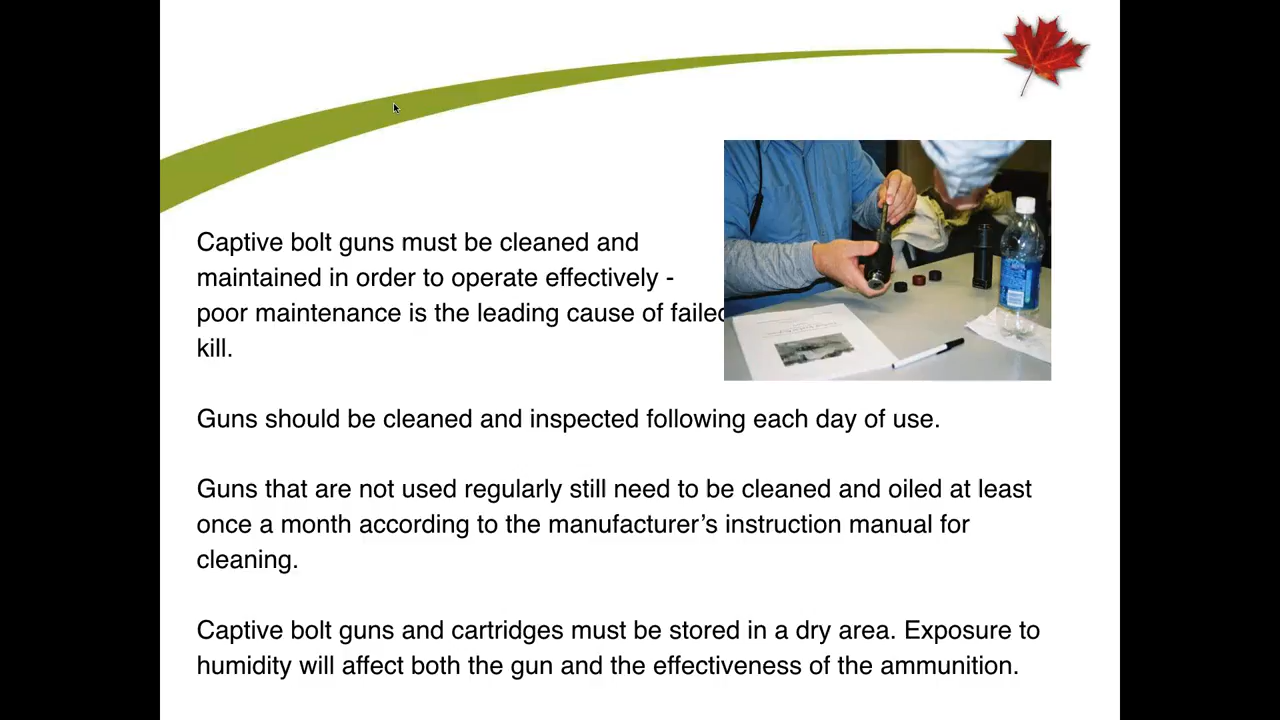 Captive bolt guns must be cleaned and
maintained in order to operate effectively -
poor maintenance is the leading cause of failed
kill.
Guns should be cleaned and inspected following each day of use.
Guns that are not used regularly still need to be cleaned and oiled at least
once a month according to the manufacturer’s instruction manual for
cleaning.
Captive bolt guns and cartridges must be stored in a dry area. Exposure to
humidity will affect both the gun and the effectiveness of the ammunition.